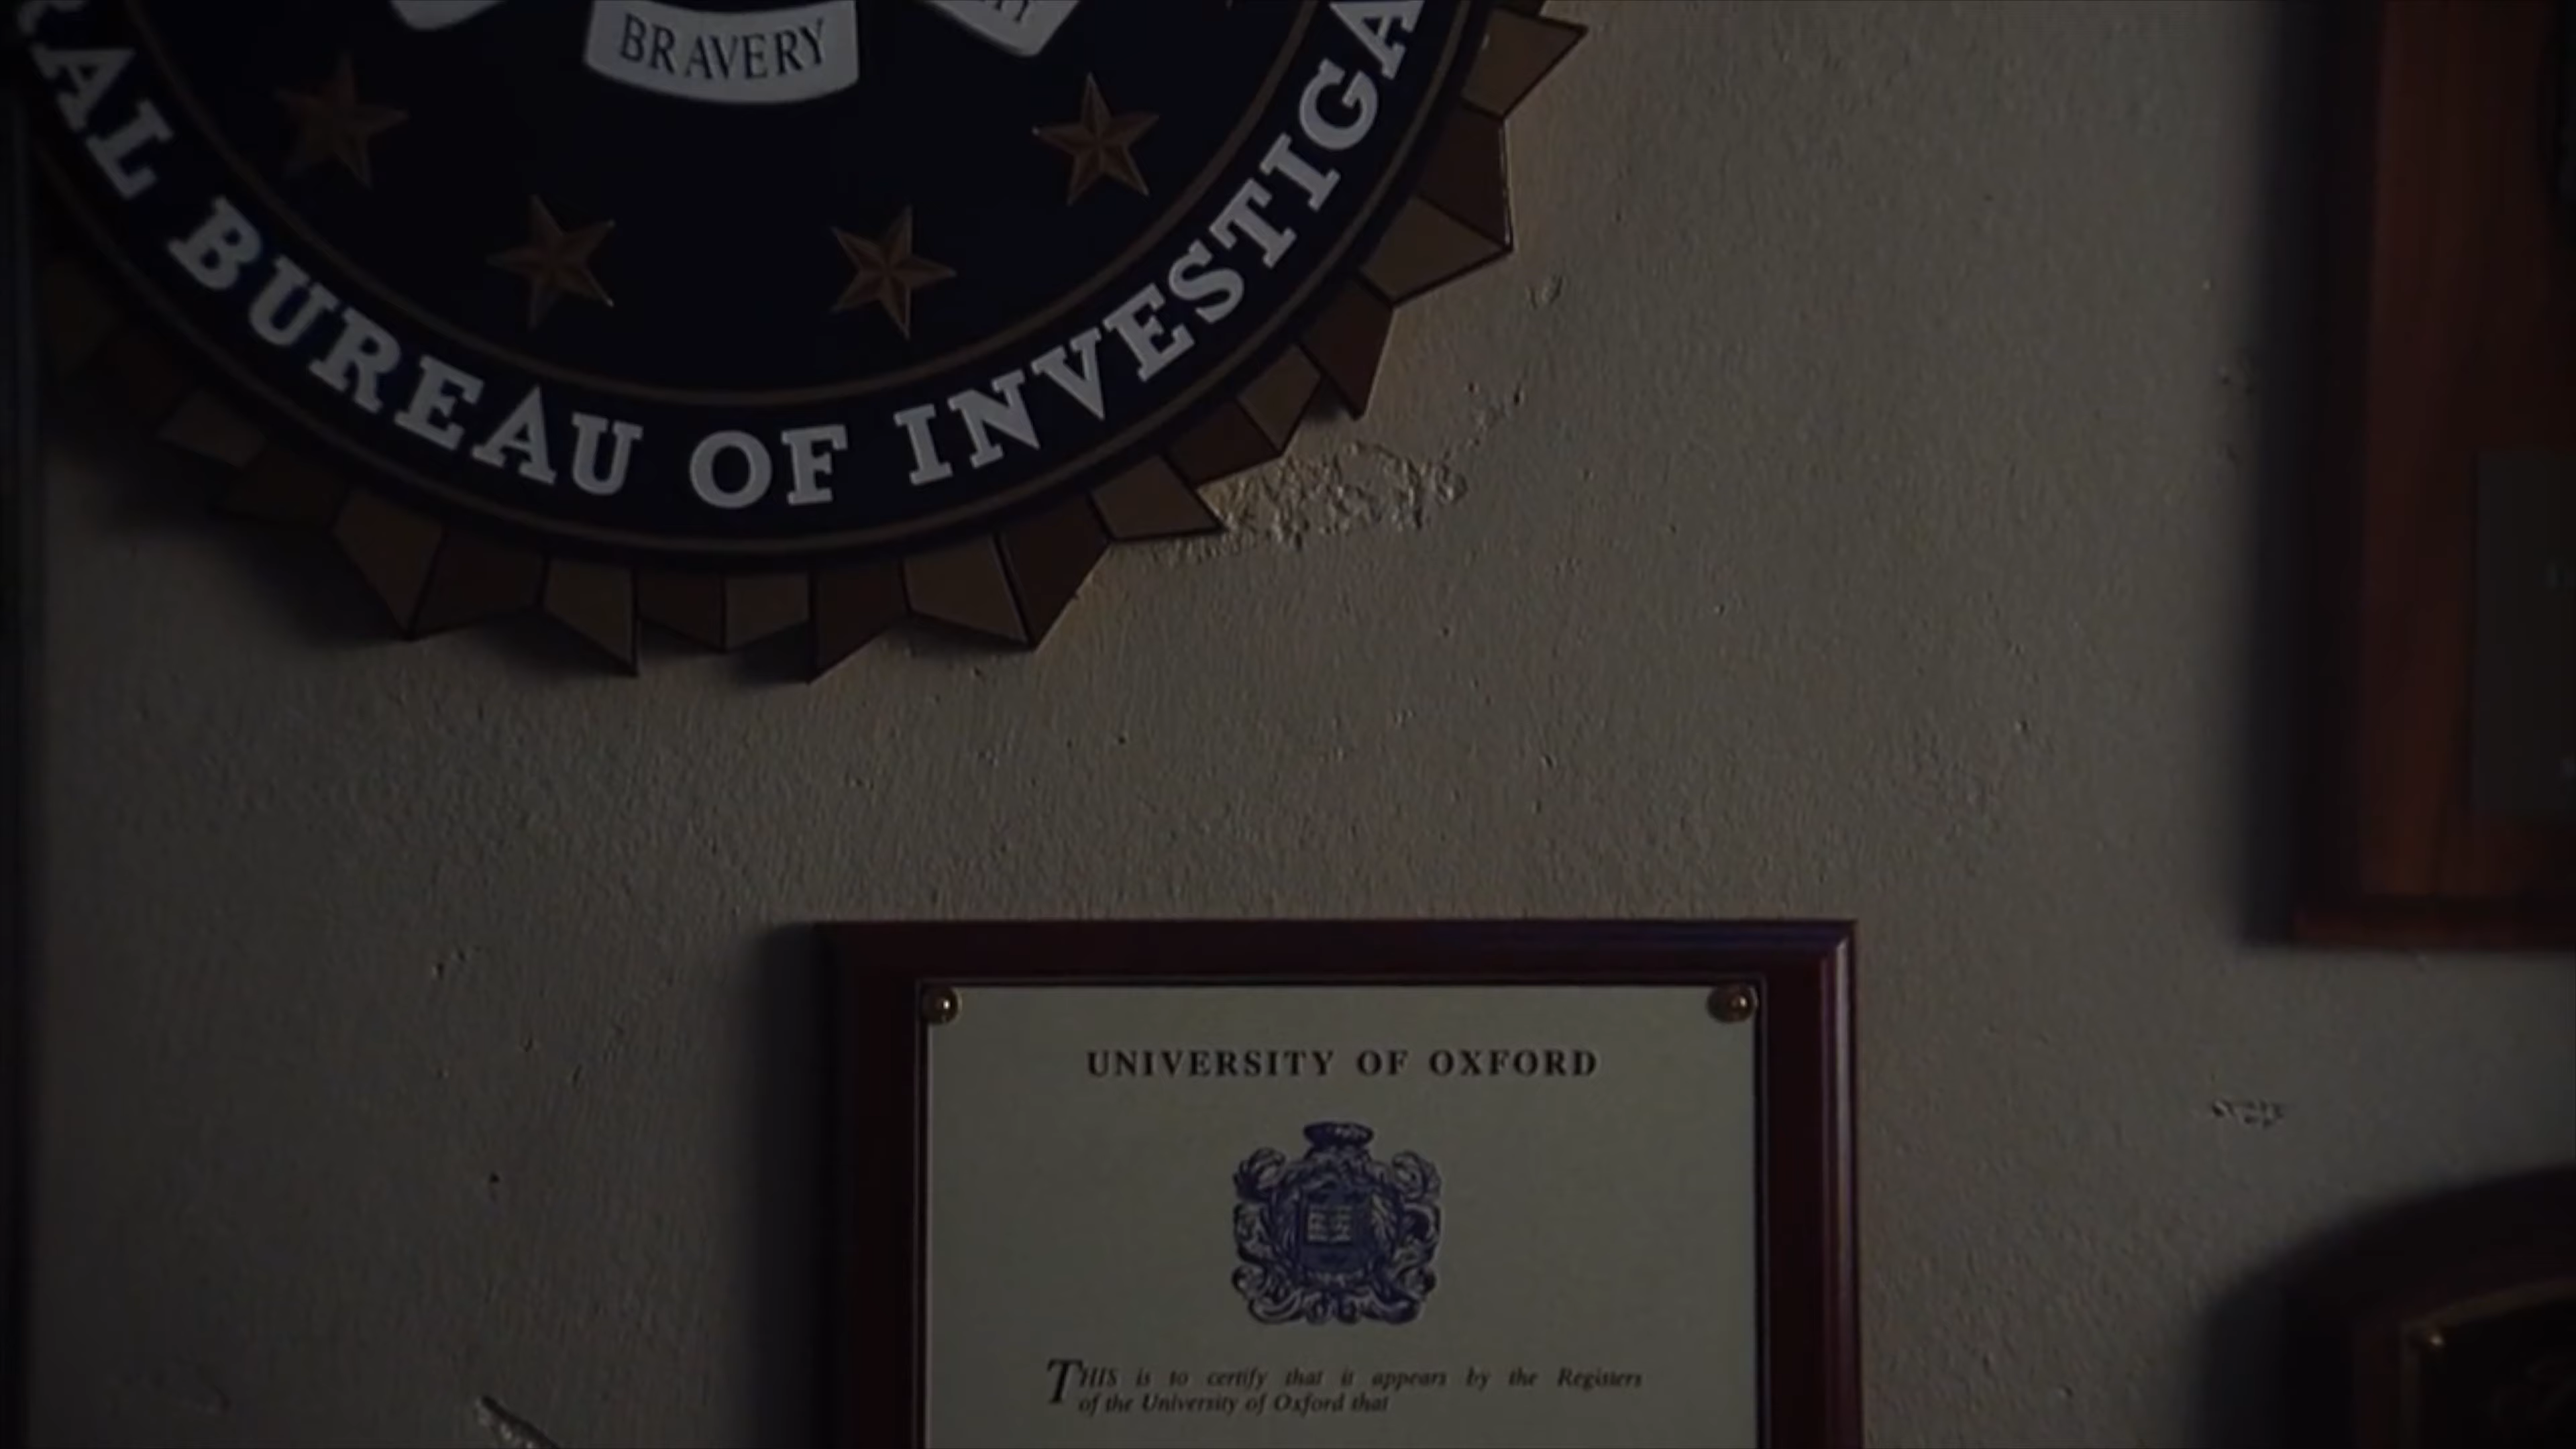 BRAVERY
RAL BUREAU OF INVESTIGA
UNIVERSITY OF OXFORD
THIS is to certify that it appears by the Registers
of the University of Oxford that